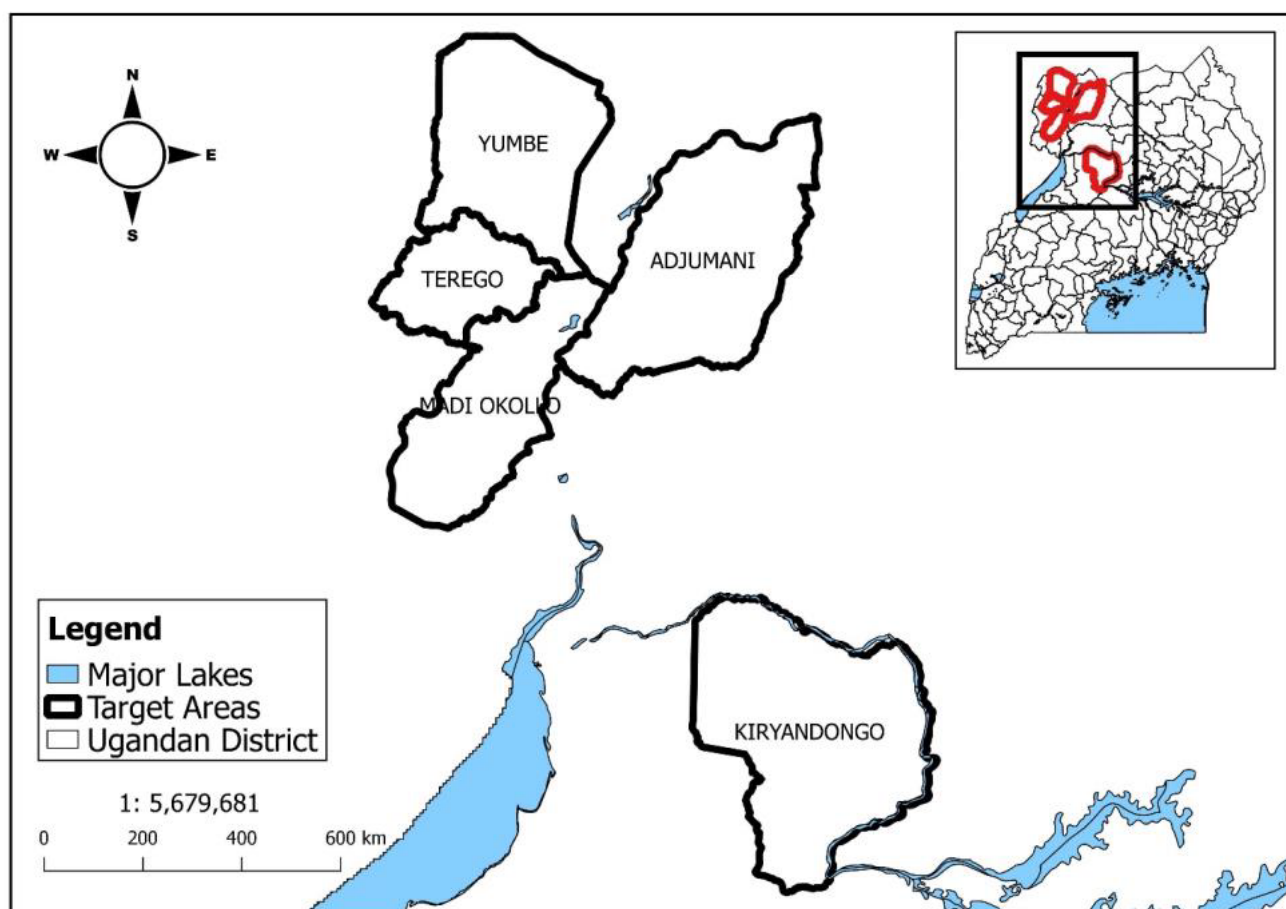 N
W E
S
YUMBE
ADJUMANI
TEREGO
MADI OKOLLO
KIRYANDONGO
Legend
Major Lakes
Target Areas
Ugandan District
1: 5,679,681
0 200 400 600 km